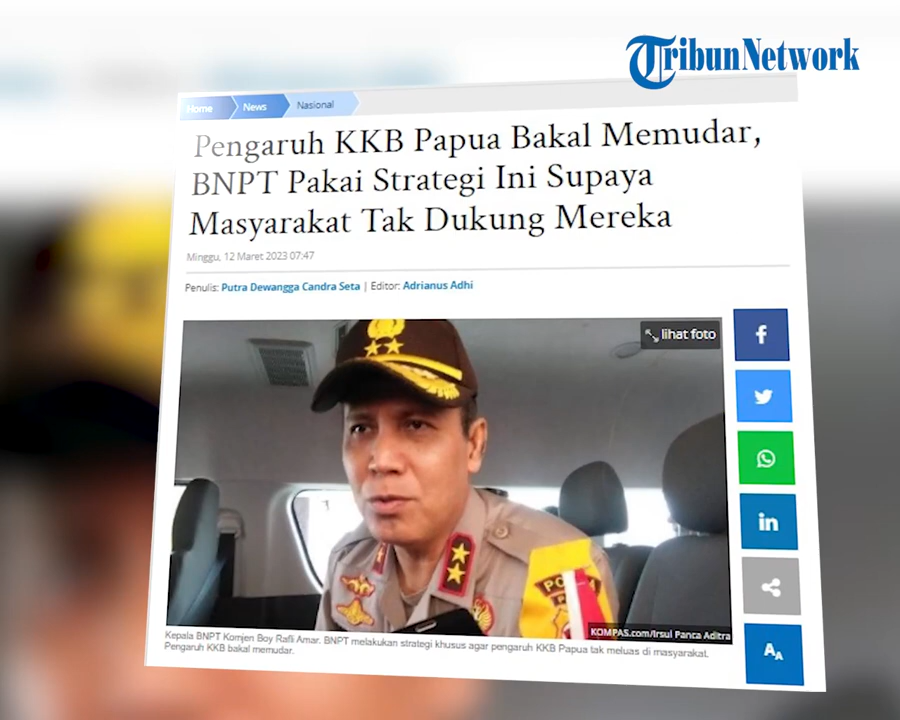 TribunNetwork
Home News Nasional
Pengaruh KKB Papua Bakal Memudar,
BNPT Pakai Strategi Ini Supaya
Masyarakat Tak Dukung Mereka
Minggu, 12 Maret 2023 07:47
Penulis: Putra Dewangga Candra Seta | Editor: Adrianus Adhi
lihat foto
KOMPAS.com/Irsul Panca Aditra
Kepala BNPT Komjen Boy Rafli Amar. BNPT melakukan strategi khusus agar pengaruh KKB Papua tak meluas di masyarakat.
Pengaruh KKB bakal memudar.
AA